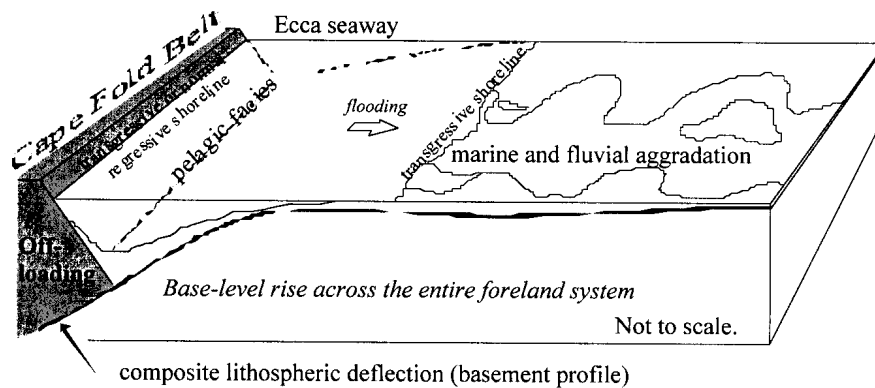 Ecca seaway
Cape Fold Belt
regressive shoreline
pelagic facies
flooding
transgressive shoreline
marine and fluvial aggradation
Off-
loading
Base-level rise across the entire foreland system
Not to scale.
composite lithospheric deflection (basement profile)